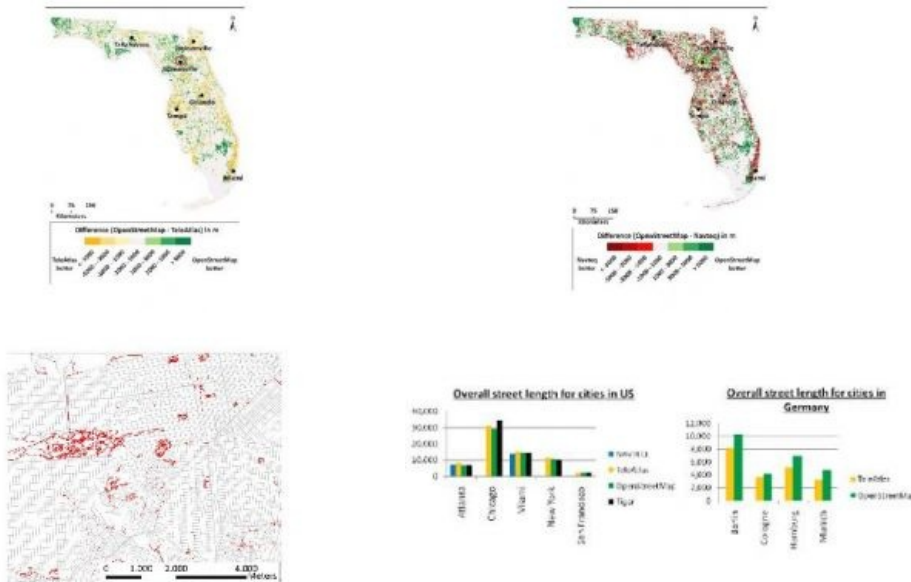 Tallahassee
Jacksonville
Gainesville
Orlando
Tampa
Miami
0 75 150
Kilometers
Difference (OpenStreetMap - TeleAtlas) in m
TeleAtlas
better
OpenStreetMap
better
Orlando
Tampa
Miami
0 75 150
Kilometers
Difference (OpenStreetMap - Navteq) in m
Navteq
better
OpenStreetMap
better
0 1.000 2.000 4.000
Meters
Overall street length for cities in US
40,000
30,000
20,000
10,000
0
Atlanta
Chicago
Miami
New York
San Francisco
NAVTEQ
TeleAtlas
OpenStreetMap
Tiger
Overall street length for cities in
Germany
12,000
10,000
8,000
6,000
4,000
2,000
0
Berlin
Cologne
Hamburg
Munich
TeleAtlas
OpenStreetMap